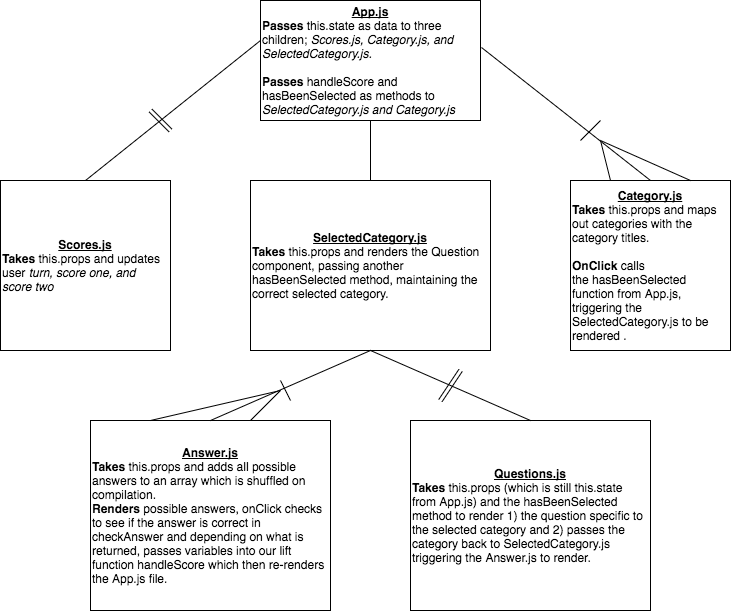 App.js
Passes this.state as data to three
children; Scores.js, Category.js, and
SelectedCategory.js.
Passes handleScore and
hasBeenSelected as methods to
SelectedCategory.js and Category.js
Scores.js
Takes this.props and updates
user turn, score one, and
score two
SelectedCategory.js
Takes this.props and renders the Question
component, passing another
hasBeenSelected method, maintaining the
correct selected category.
Category.js
Takes this.props and maps
out categories with the
category titles.
OnClick calls
the hasBeenSelected
function from App.js,
triggering the
SelectedCategory.js to be
rendered .
Answer.js
Takes this.props and adds all possible
answers to an array which is shuffled on
compilation.
Renders possible answers, onClick checks
to see if the answer is correct in
checkAnswer and depending on what is
returned, passes variables into our lift
function handleScore which then re-renders
the App.js file.
Questions.js
Takes this.props (which is still this.state
from App.js) and the hasBeenSelected
method to render 1) the question specific to
the selected category and 2) passes the
category back to SelectedCategory.js
triggering the Answer.js to render.